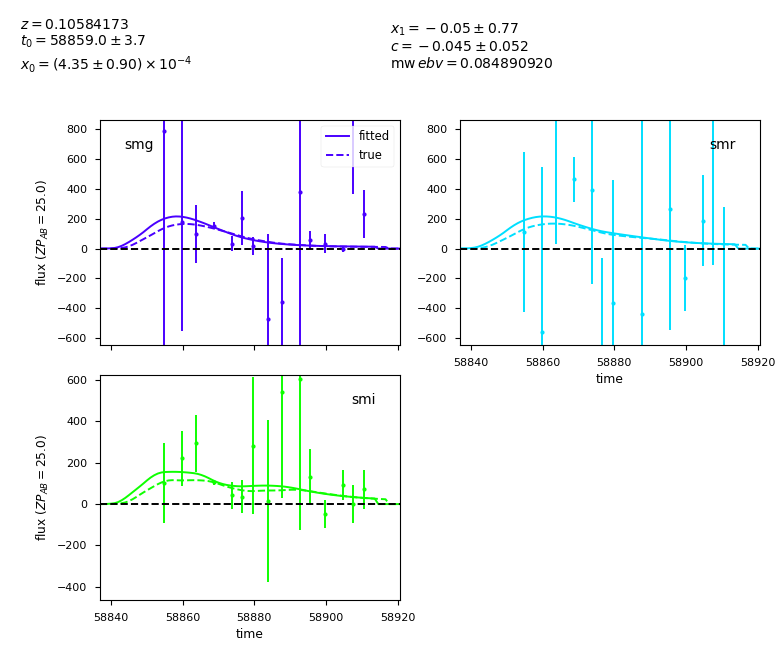 z = 0.10584173
t₀ = 58859.0 ± 3.7
x₀ = (4.35 ± 0.90) × 10⁻⁴
x₁ = −0.05 ± 0.77
c = −0.045 ± 0.052
mw ebv = 0.084890920
800
600
400
200
0
−200
−400
−600
flux (ZP_AB = 25.0)
smg
fitted
true
800
600
400
200
0
−200
−400
−600
smr
58840 58860 58880 58900 58920
time
600
400
200
0
−200
−400
flux (ZP_AB = 25.0)
smi
58840 58860 58880 58900 58920
time